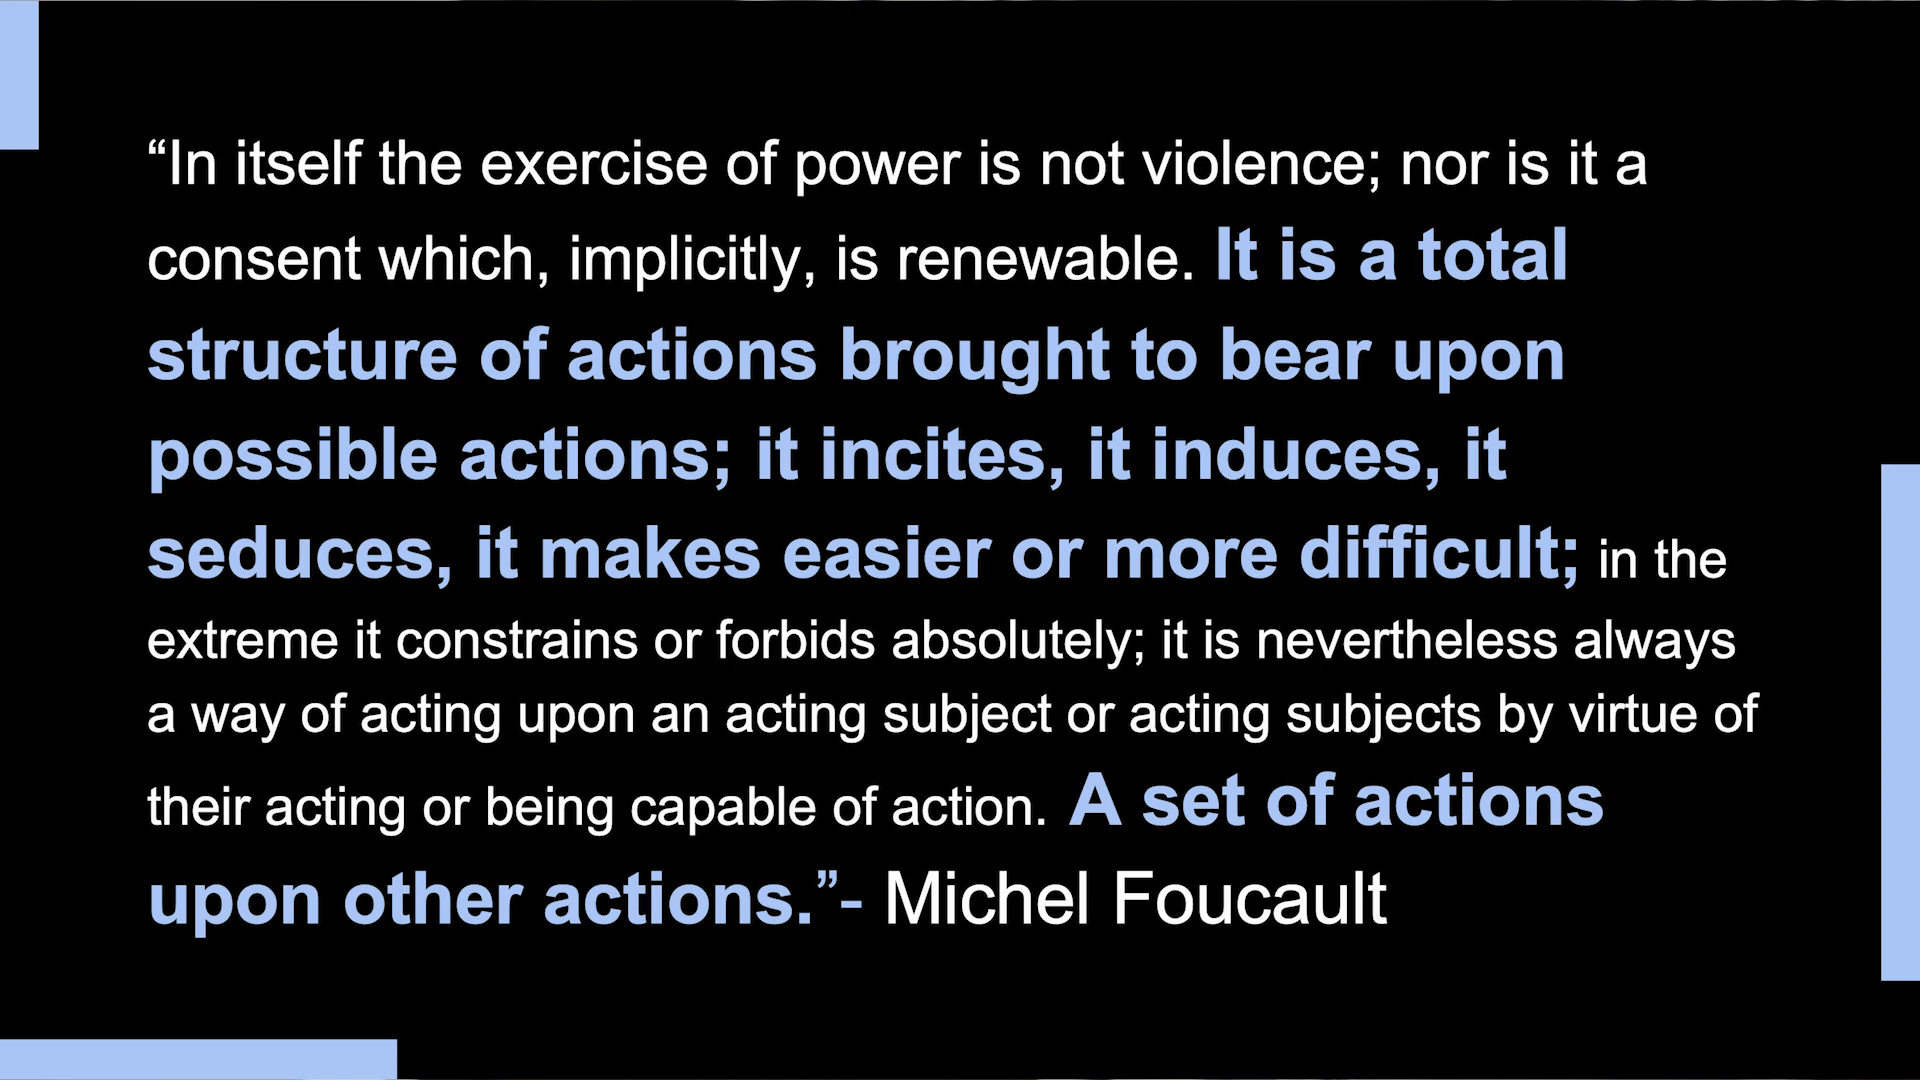 “In itself the exercise of power is not violence; nor is it a
consent which, implicitly, is renewable. It is a total
structure of actions brought to bear upon
possible actions; it incites, it induces, it
seduces, it makes easier or more difficult; in the
extreme it constrains or forbids absolutely; it is nevertheless always
a way of acting upon an acting subject or acting subjects by virtue of
their acting or being capable of action. A set of actions
upon other actions.”- Michel Foucault